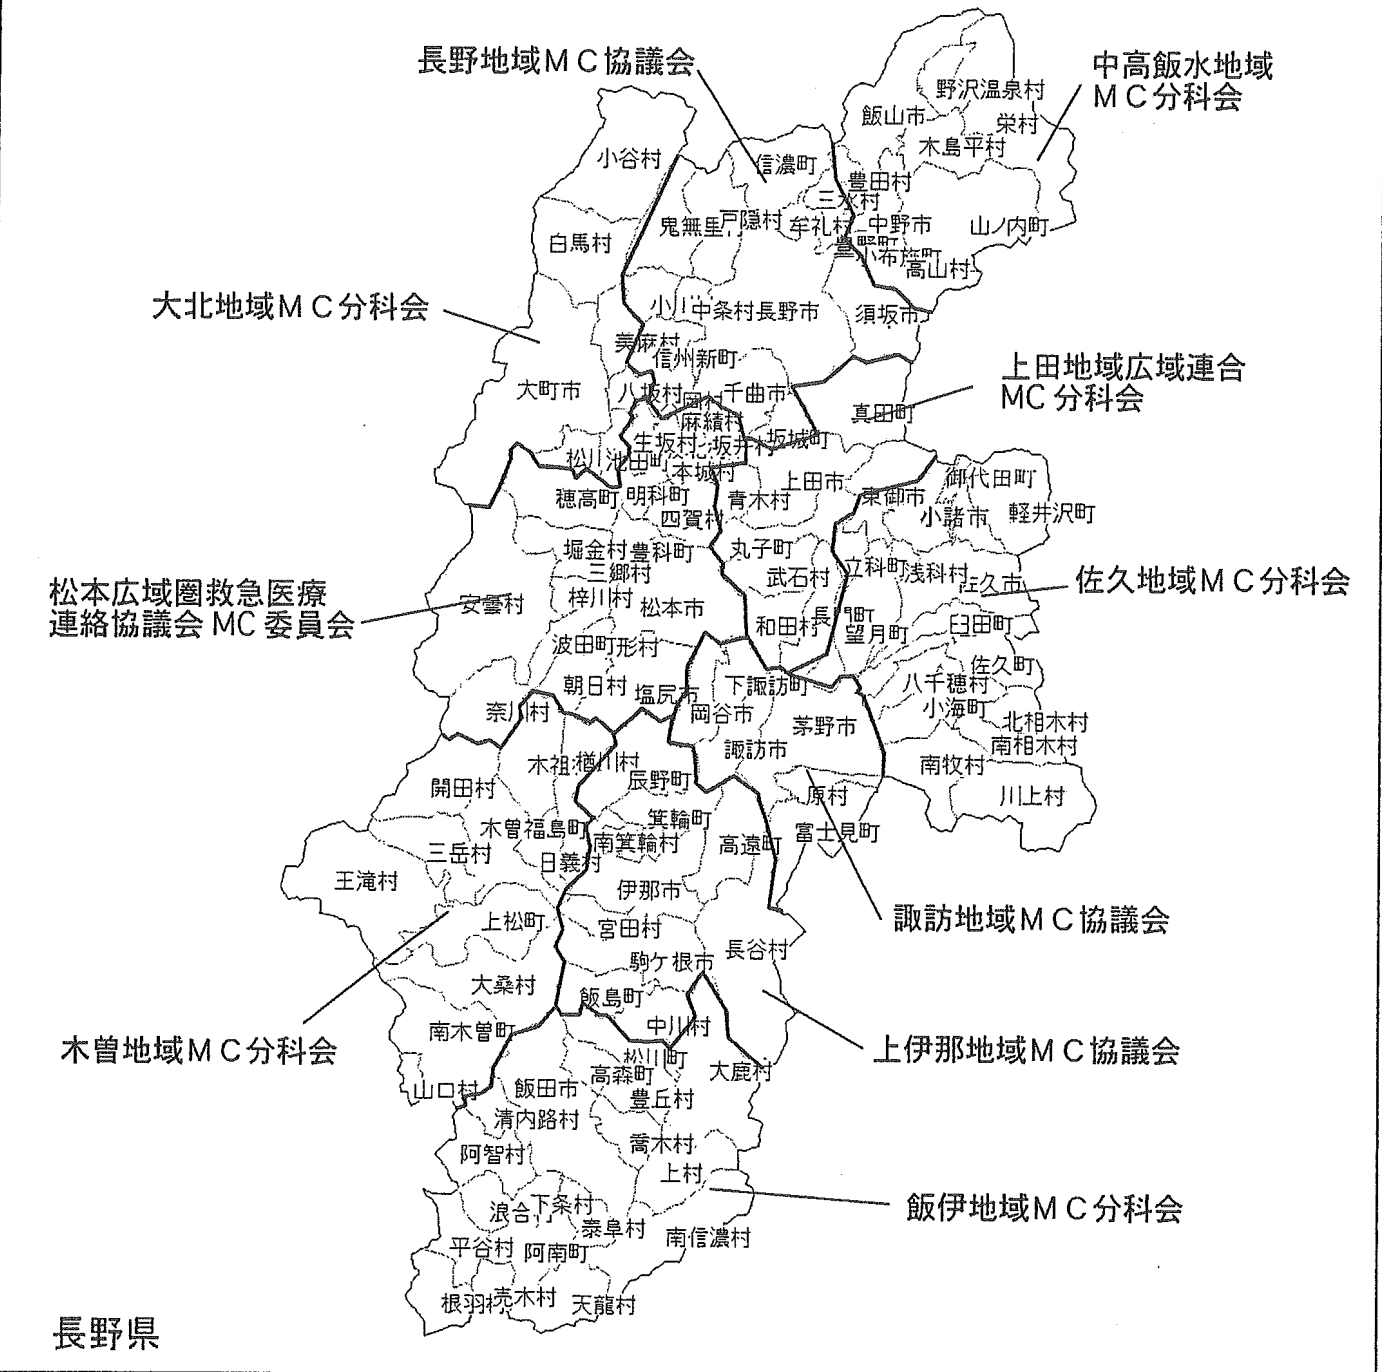 長野地域MC協議会
中高飯水地域
MC分科会
野沢温泉村
飯山市
栄村
木島平村
小谷村
信濃町
豊田村
三水村
鬼無里
戸隠村
牟礼村
中野市
山ノ内町
白馬村
豊野町
小布施町
高山村
大北地域MC分科会
小川
中条村
長野市
須坂市
美麻村
信州新町
上田地域広域連合
MC分科会
大町市
八坂村
千曲市
真田町
麻績村
生坂村
坂井村
坂城町
松川
池田町
本城村
上田市
御代田町
穂高町
明科町
青木村
東御市
四賀村
小諸市
軽井沢町
堀金村
豊科町
丸子町
三郷村
武石村
立科町
浅科村
佐久市
佐久地域MC分科会
松本広域圏救急医療
連絡協議会 MC委員会
安曇村
梓川村
松本市
和田村
長門町
望月町
臼田町
波田町
形村
佐久町
朝日村
塩尻市
下諏訪町
八千穂村
奈川村
岡谷市
茅野市
小海町
北相木村
諏訪市
南相木村
木祖
楢川村
南牧村
開田村
辰野町
原村
川上村
木曽福島町
箕輪町
三岳村
日義村
南箕輪村
高遠町
富士見町
王滝村
伊那市
上松町
宮田村
諏訪地域MC協議会
長谷村
駒ケ根市
大桑村
飯島町
南木曽町
中川村
木曽地域MC分科会
上伊那地域MC協議会
松川町
高森町
大鹿村
山口村
飯田市
豊丘村
清内路村
喬木村
阿智村
上村
浪合
下条村
飯伊地域MC分科会
泰阜村
南信濃村
平谷村
阿南町
根羽村
売木村
天龍村
長野県